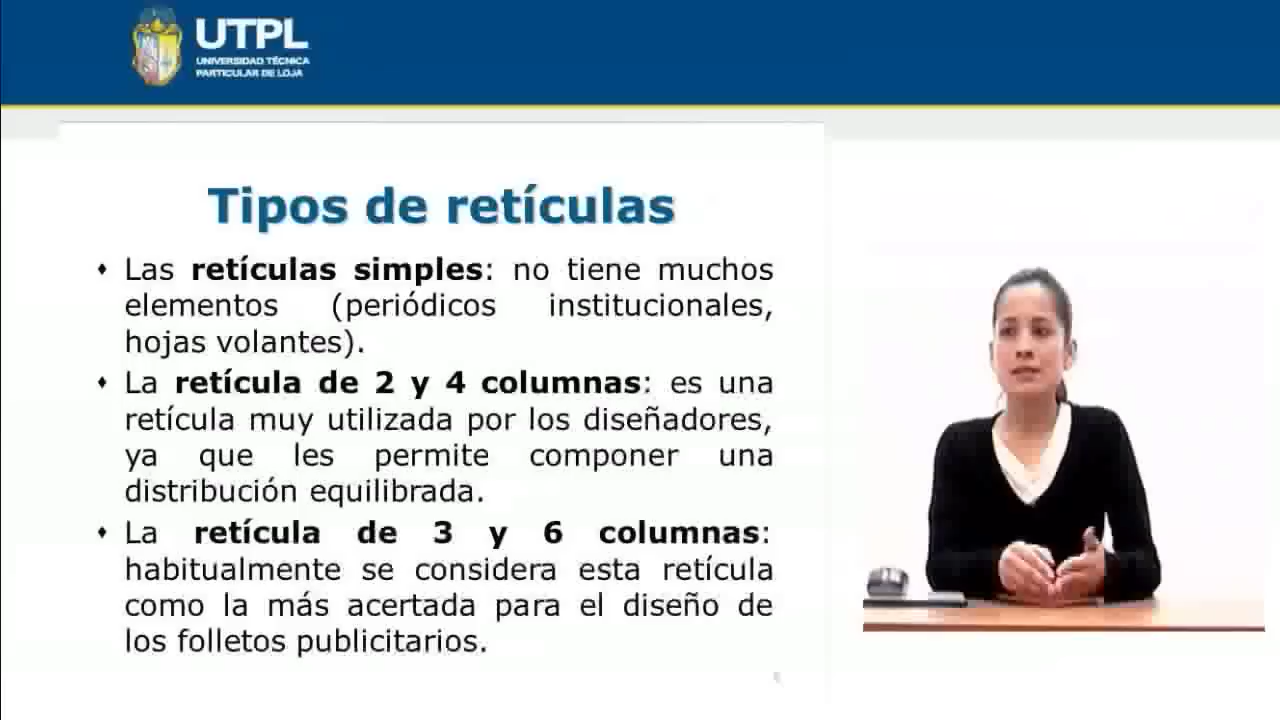 UTPL
UNIVERSIDAD TÉCNICA
PARTICULAR DE LOJA
Tipos de retículas
Las retículas simples: no tiene muchos
elementos (periódicos institucionales,
hojas volantes).
La retícula de 2 y 4 columnas: es una
retícula muy utilizada por los diseñadores,
ya que les permite componer una
distribución equilibrada.
La retícula de 3 y 6 columnas:
habitualmente se considera esta retícula
como la más acertada para el diseño de
los folletos publicitarios.